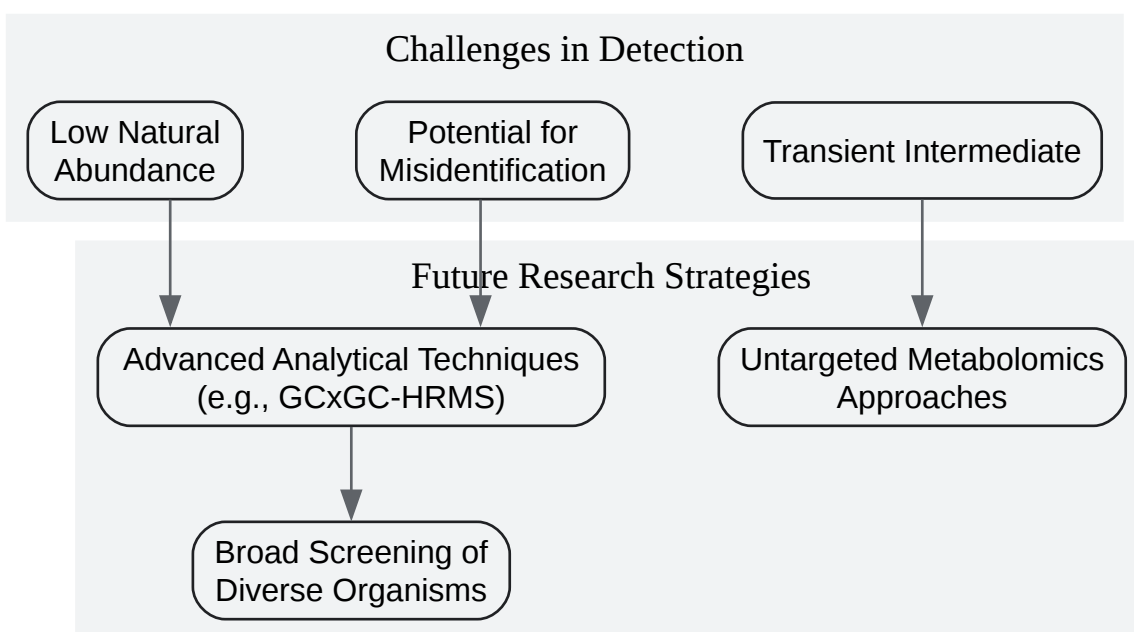 Challenges in Detection
Low Natural
Abundance
Potential for
Misidentification
Transient Intermediate
Future Research Strategies
Advanced Analytical Techniques
(e.g., GCxGC-HRMS)
Untargeted Metabolomics
Approaches
Broad Screening of
Diverse Organisms